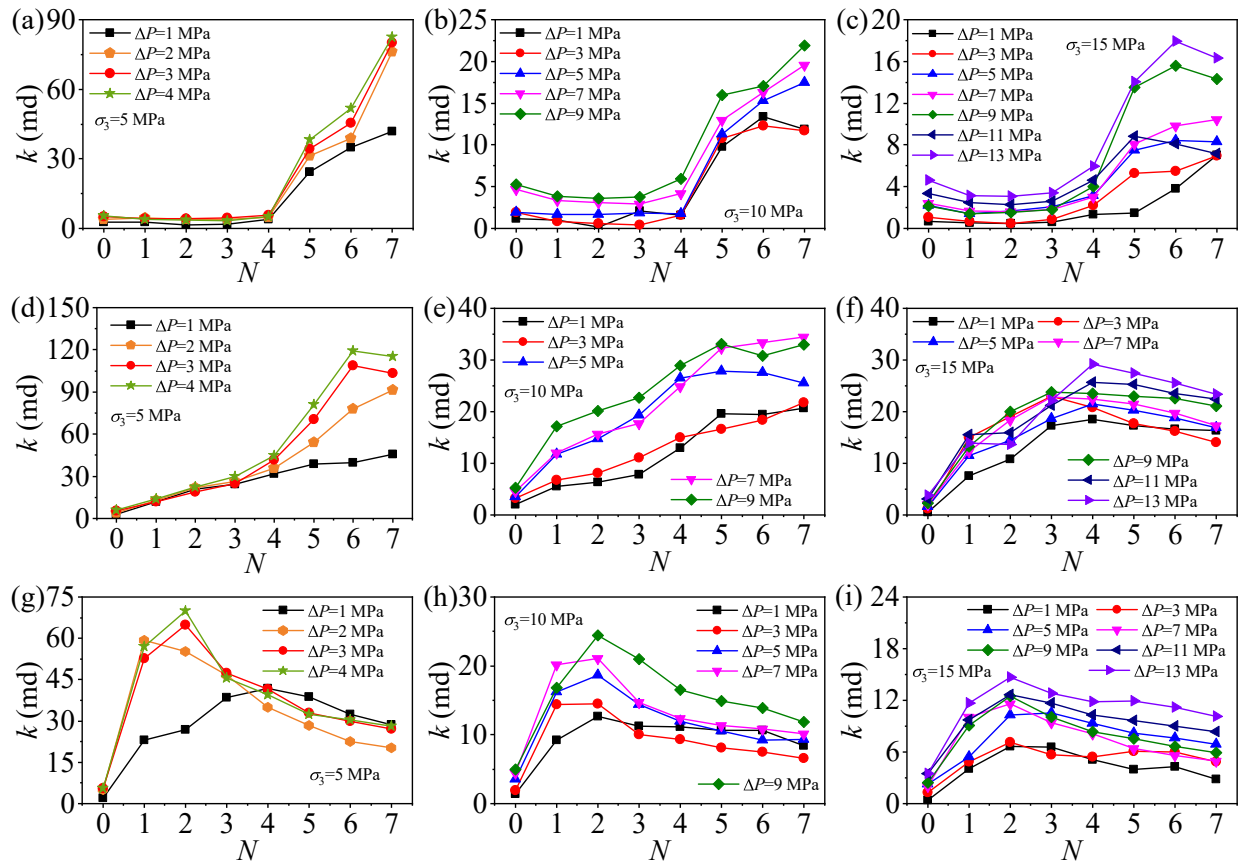 (a)
90
60
30
0
k (md)
ΔP=1 MPa
ΔP=2 MPa
ΔP=3 MPa
ΔP=4 MPa
σ3=5 MPa
0 1 2 3 4 5 6 7
N
(b)
25
20
15
10
5
0
k (md)
ΔP=1 MPa
ΔP=3 MPa
ΔP=5 MPa
ΔP=7 MPa
ΔP=9 MPa
σ3=10 MPa
0 1 2 3 4 5 6 7
N
(c)
20
16
12
8
4
0
k (md)
ΔP=1 MPa
ΔP=3 MPa
ΔP=5 MPa
ΔP=7 MPa
ΔP=9 MPa
ΔP=11 MPa
ΔP=13 MPa
σ3=15 MPa
0 1 2 3 4 5 6 7
N
(d)
150
120
90
60
30
0
k (md)
ΔP=1 MPa
ΔP=2 MPa
ΔP=3 MPa
ΔP=4 MPa
σ3=5 MPa
0 1 2 3 4 5 6 7
N
(e)
40
30
20
10
0
k (md)
ΔP=1 MPa
ΔP=3 MPa
ΔP=5 MPa
σ3=10 MPa
ΔP=7 MPa
ΔP=9 MPa
0 1 2 3 4 5 6 7
N
(f)
40
30
20
10
0
k (md)
ΔP=1 MPa ΔP=3 MPa
ΔP=5 MPa ΔP=7 MPa
σ3=15 MPa
ΔP=9 MPa
ΔP=11 MPa
ΔP=13 MPa
0 1 2 3 4 5 6 7
N
(g)
75
60
45
30
15
0
k (md)
ΔP=1 MPa
ΔP=2 MPa
ΔP=3 MPa
ΔP=4 MPa
σ3=5 MPa
0 1 2 3 4 5 6 7
N
(h)
30
20
10
0
k (md)
σ3=10 MPa
ΔP=1 MPa
ΔP=3 MPa
ΔP=5 MPa
ΔP=7 MPa
ΔP=9 MPa
0 1 2 3 4 5 6 7
N
(i)
24
18
12
6
0
k (md)
ΔP=1 MPa ΔP=3 MPa
ΔP=5 MPa ΔP=7 MPa
ΔP=9 MPa ΔP=11 MPa
σ3=15 MPa ΔP=13 MPa
0 1 2 3 4 5 6 7
N